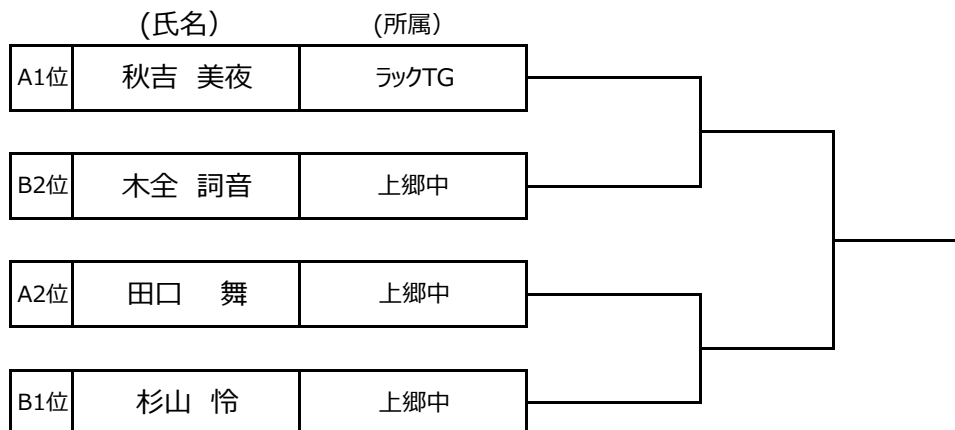 (氏名） (所属）
A1位 秋吉 美夜 ラックTG
B2位 木全 詞音 上郷中
A2位 田口 舞 上郷中
B1位 杉山 怜 上郷中